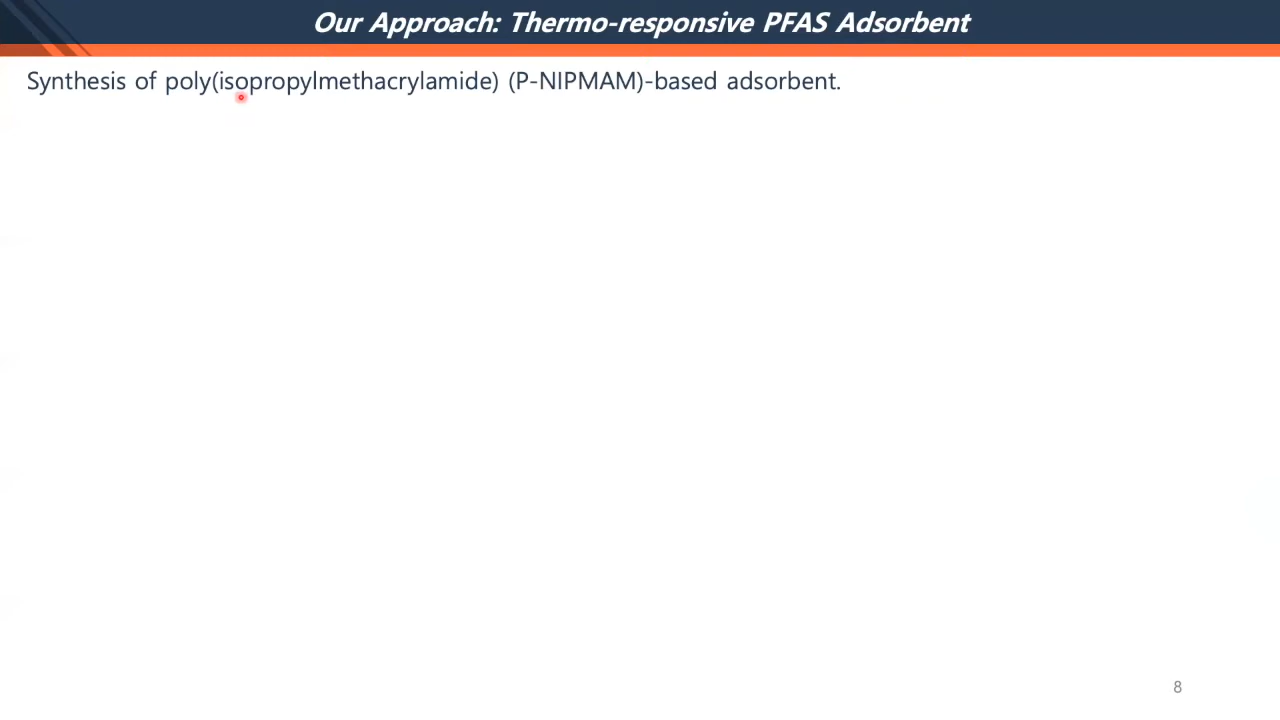 Our Approach: Thermo-responsive PFAS Adsorbent
Synthesis of poly(isopropylmethacrylamide) (P-NIPMAM)-based adsorbent.
8